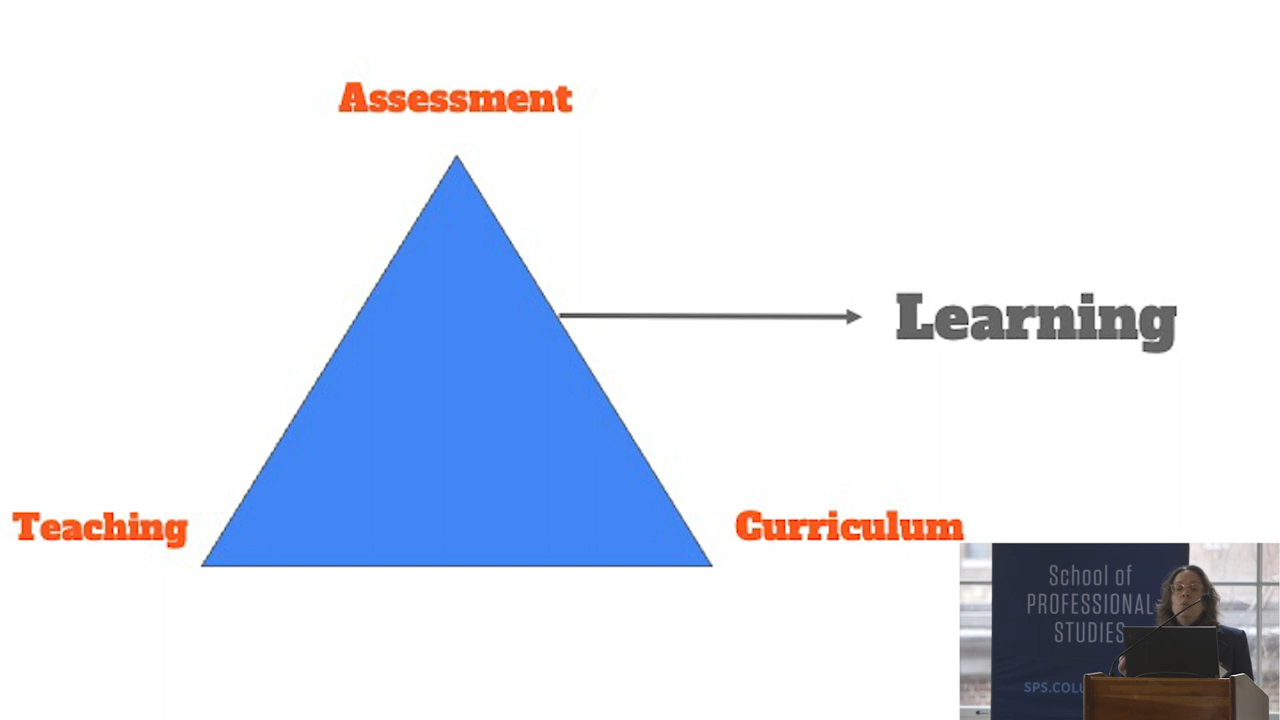 Assessment
Learning
Teaching
Curriculum
School of
PROFESSIONAL
STUDIES